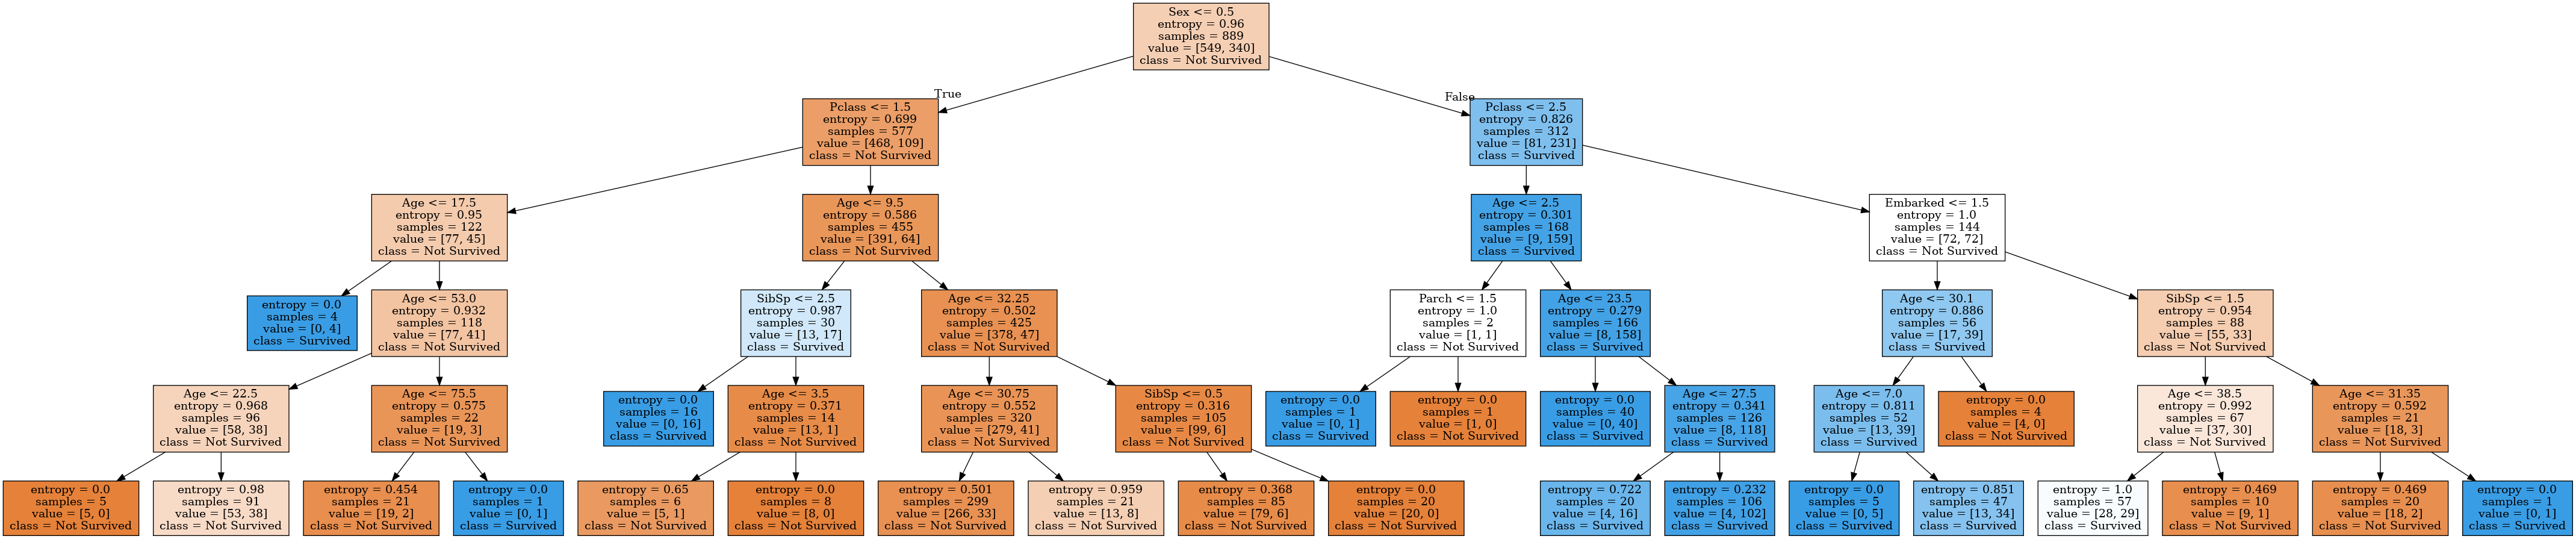 Sex <= 0.5
entropy = 0.96
samples = 889
value = [549, 340]
class = Not Survived
True
False
Pclass <= 1.5
entropy = 0.699
samples = 577
value = [468, 109]
class = Not Survived
Pclass <= 2.5
entropy = 0.826
samples = 312
value = [81, 231]
class = Survived
Age <= 17.5
entropy = 0.95
samples = 122
value = [77, 45]
class = Not Survived
Age <= 9.5
entropy = 0.586
samples = 455
value = [391, 64]
class = Not Survived
Age <= 2.5
entropy = 0.301
samples = 168
value = [9, 159]
class = Survived
Embarked <= 1.5
entropy = 1.0
samples = 144
value = [72, 72]
class = Not Survived
entropy = 0.0
samples = 4
value = [0, 4]
class = Survived
Age <= 53.0
entropy = 0.932
samples = 118
value = [77, 41]
class = Not Survived
SibSp <= 2.5
entropy = 0.987
samples = 30
value = [13, 17]
class = Survived
Age <= 32.25
entropy = 0.502
samples = 425
value = [378, 47]
class = Not Survived
Parch <= 1.5
entropy = 1.0
samples = 2
value = [1, 1]
class = Not Survived
Age <= 23.5
entropy = 0.279
samples = 166
value = [8, 158]
class = Survived
Age <= 30.1
entropy = 0.886
samples = 56
value = [17, 39]
class = Survived
SibSp <= 1.5
entropy = 0.954
samples = 88
value = [55, 33]
class = Not Survived
Age <= 22.5
entropy = 0.968
samples = 96
value = [58, 38]
class = Not Survived
Age <= 75.5
entropy = 0.575
samples = 22
value = [19, 3]
class = Not Survived
entropy = 0.0
samples = 16
value = [0, 16]
class = Survived
Age <= 3.5
entropy = 0.371
samples = 14
value = [13, 1]
class = Not Survived
Age <= 30.75
entropy = 0.552
samples = 320
value = [279, 41]
class = Not Survived
SibSp <= 0.5
entropy = 0.316
samples = 105
value = [99, 6]
class = Not Survived
entropy = 0.0
samples = 1
value = [0, 1]
class = Survived
entropy = 0.0
samples = 1
value = [1, 0]
class = Not Survived
entropy = 0.0
samples = 40
value = [0, 40]
class = Survived
Age <= 27.5
entropy = 0.341
samples = 126
value = [8, 118]
class = Survived
Age <= 7.0
entropy = 0.811
samples = 52
value = [13, 39]
class = Survived
entropy = 0.0
samples = 4
value = [4, 0]
class = Not Survived
Age <= 38.5
entropy = 0.992
samples = 67
value = [37, 30]
class = Not Survived
Age <= 31.35
entropy = 0.592
samples = 21
value = [18, 3]
class = Not Survived
entropy = 0.0
samples = 5
value = [5, 0]
class = Not Survived
entropy = 0.98
samples = 91
value = [53, 38]
class = Not Survived
entropy = 0.454
samples = 21
value = [19, 2]
class = Not Survived
entropy = 0.0
samples = 1
value = [0, 1]
class = Survived
entropy = 0.65
samples = 6
value = [5, 1]
class = Not Survived
entropy = 0.0
samples = 8
value = [8, 0]
class = Not Survived
entropy = 0.501
samples = 299
value = [266, 33]
class = Not Survived
entropy = 0.959
samples = 21
value = [13, 8]
class = Not Survived
entropy = 0.368
samples = 85
value = [79, 6]
class = Not Survived
entropy = 0.0
samples = 20
value = [20, 0]
class = Not Survived
entropy = 0.722
samples = 20
value = [4, 16]
class = Survived
entropy = 0.232
samples = 106
value = [4, 102]
class = Survived
entropy = 0.0
samples = 5
value = [0, 5]
class = Survived
entropy = 0.851
samples = 47
value = [13, 34]
class = Survived
entropy = 1.0
samples = 57
value = [28, 29]
class = Survived
entropy = 0.469
samples = 10
value = [9, 1]
class = Not Survived
entropy = 0.469
samples = 20
value = [18, 2]
class = Not Survived
entropy = 0.0
samples = 1
value = [0, 1]
class = Survived